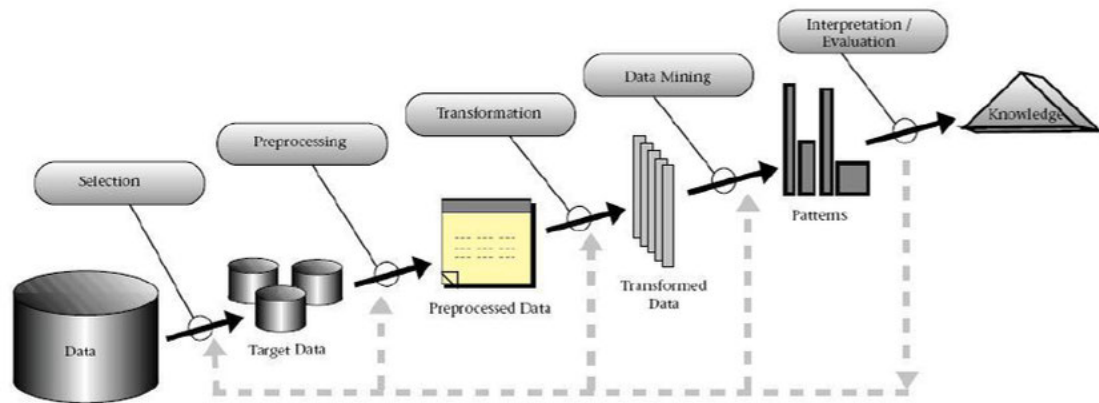 Interpretation /
Evaluation
Data Mining
Transformation
Preprocessing
Selection
Data
Target Data
Preprocessed Data
Transformed
Data
Patterns
Knowledge